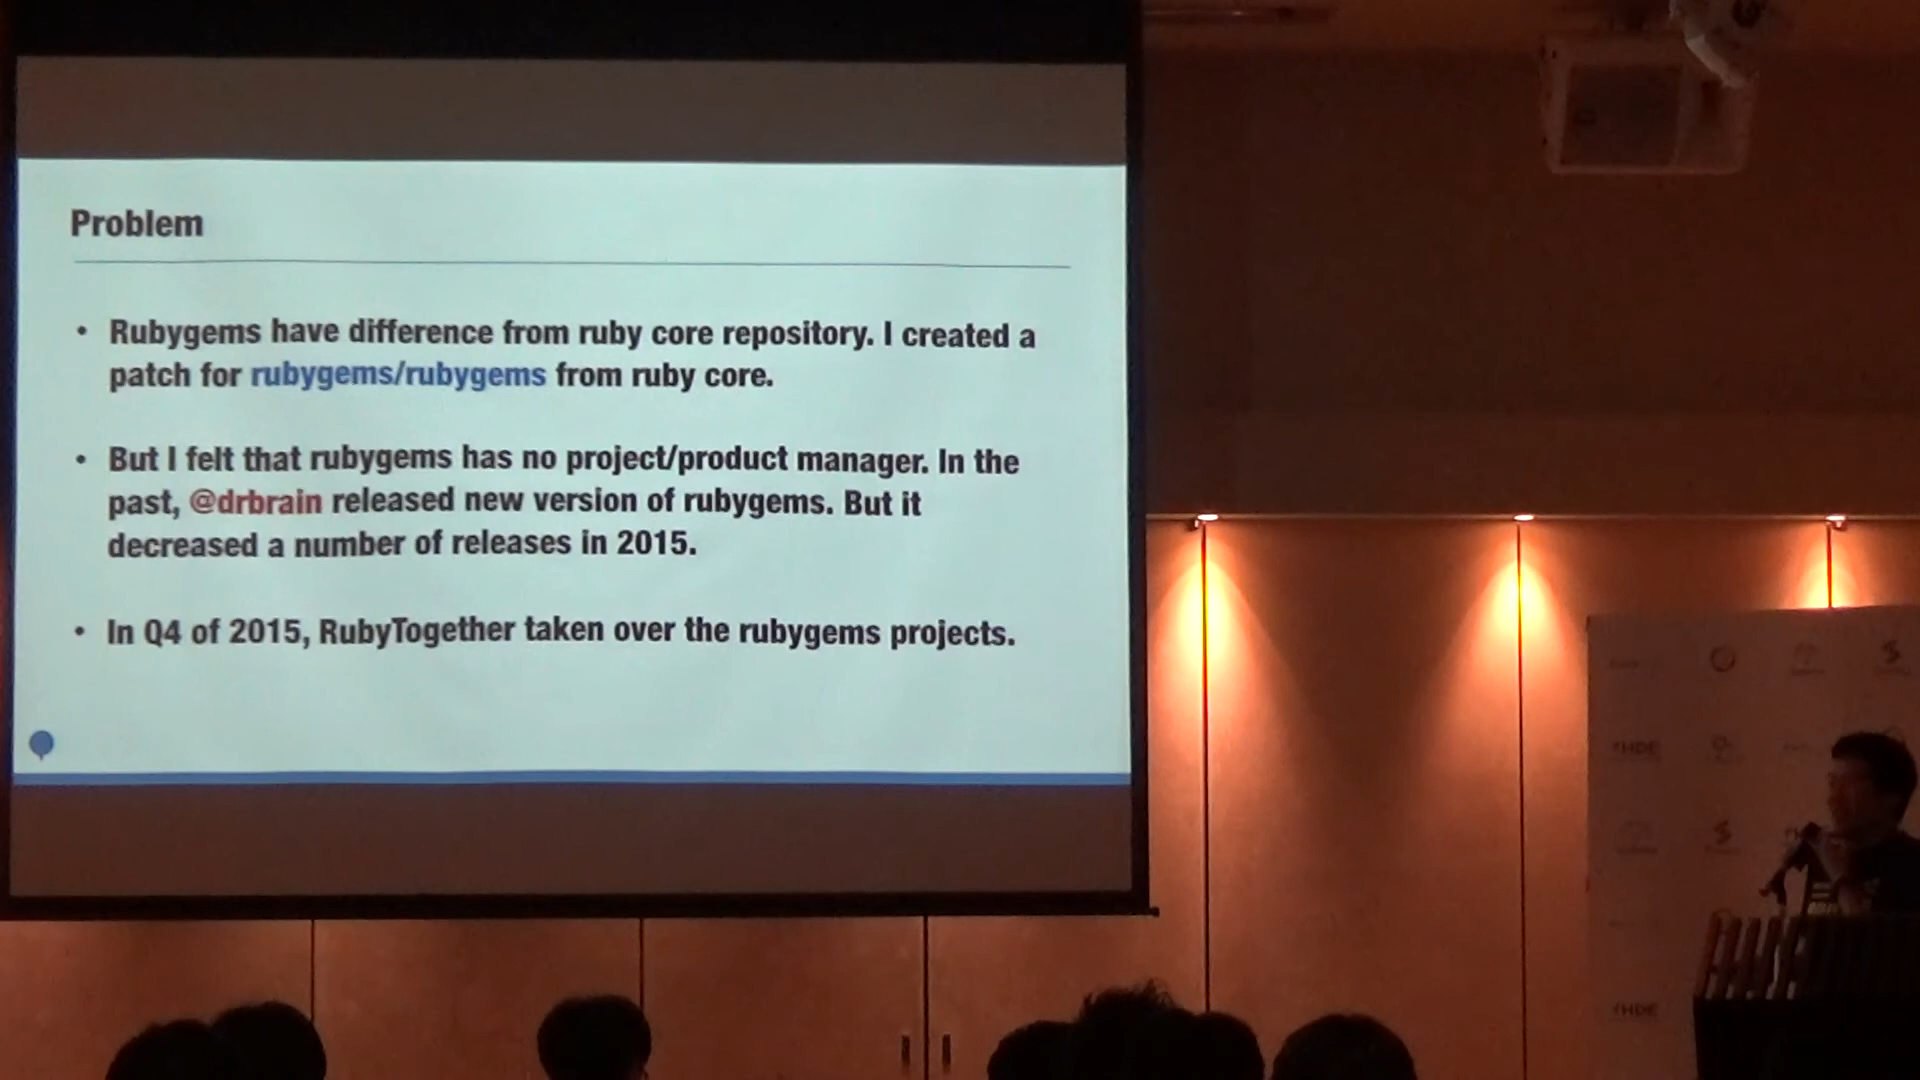 Problem
• Rubygems have difference from ruby core repository. I created a
patch for rubygems/rubygems from ruby core.
• But I felt that rubygems has no project/product manager. In the
past, @drbrain released new version of rubygems. But it
decreased a number of releases in 2015.
• In Q4 of 2015, RubyTogether taken over the rubygems projects.